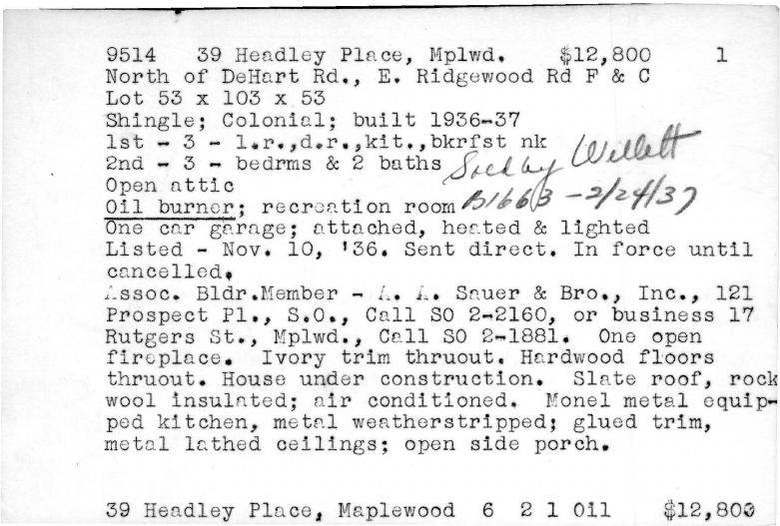 9514 39 Headley Place, Mplwd. $12,800 1
North of DeHart Rd., E. Ridgewood Rd F & C
Lot 53 x 103 x 53
Shingle; Colonial; built 1936-37
1st - 3 - l.r.,d.r.,kit.,bkrfst nk
2nd - 3 - bedrms & 2 baths Sold by Willett
Open attic
Oil burner; recreation room B1663 - 2/24/37
One car garage; attached, heated & lighted
Listed - Nov. 10, '36. Sent direct. In force until
cancelled.
Assoc. Bldr.Member - A. A. Sauer & Bro., Inc., 121
Prospect Pl., S.O., Call SO 2-2160, or business 17
Rutgers St., Mplwd., Call SO 2-1881. One open
fireplace. Ivory trim thruout. Hardwood floors
thruout. House under construction. Slate roof, rock
wool insulated; air conditioned. Monel metal equip-
ped kitchen, metal weatherstripped; glued trim,
metal lathed ceilings; open side porch.
39 Headley Place, Maplewood 6 2 1 Oil $12,800